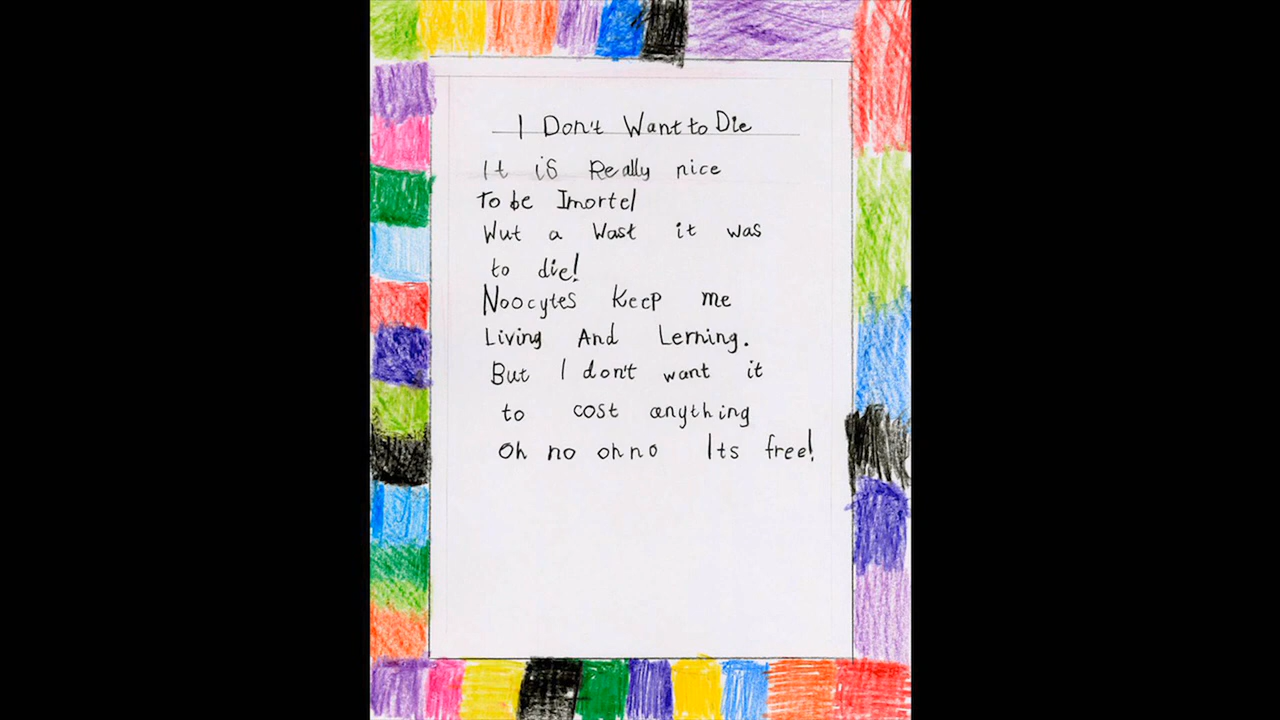 I Don't Want to Die
It is Really nice
To be Imortel
Wut a Wast it was
to die!
Noocytes Keep me
Living And Lerning.
But I don't want it
to cost anything
Oh no oh no Its free!